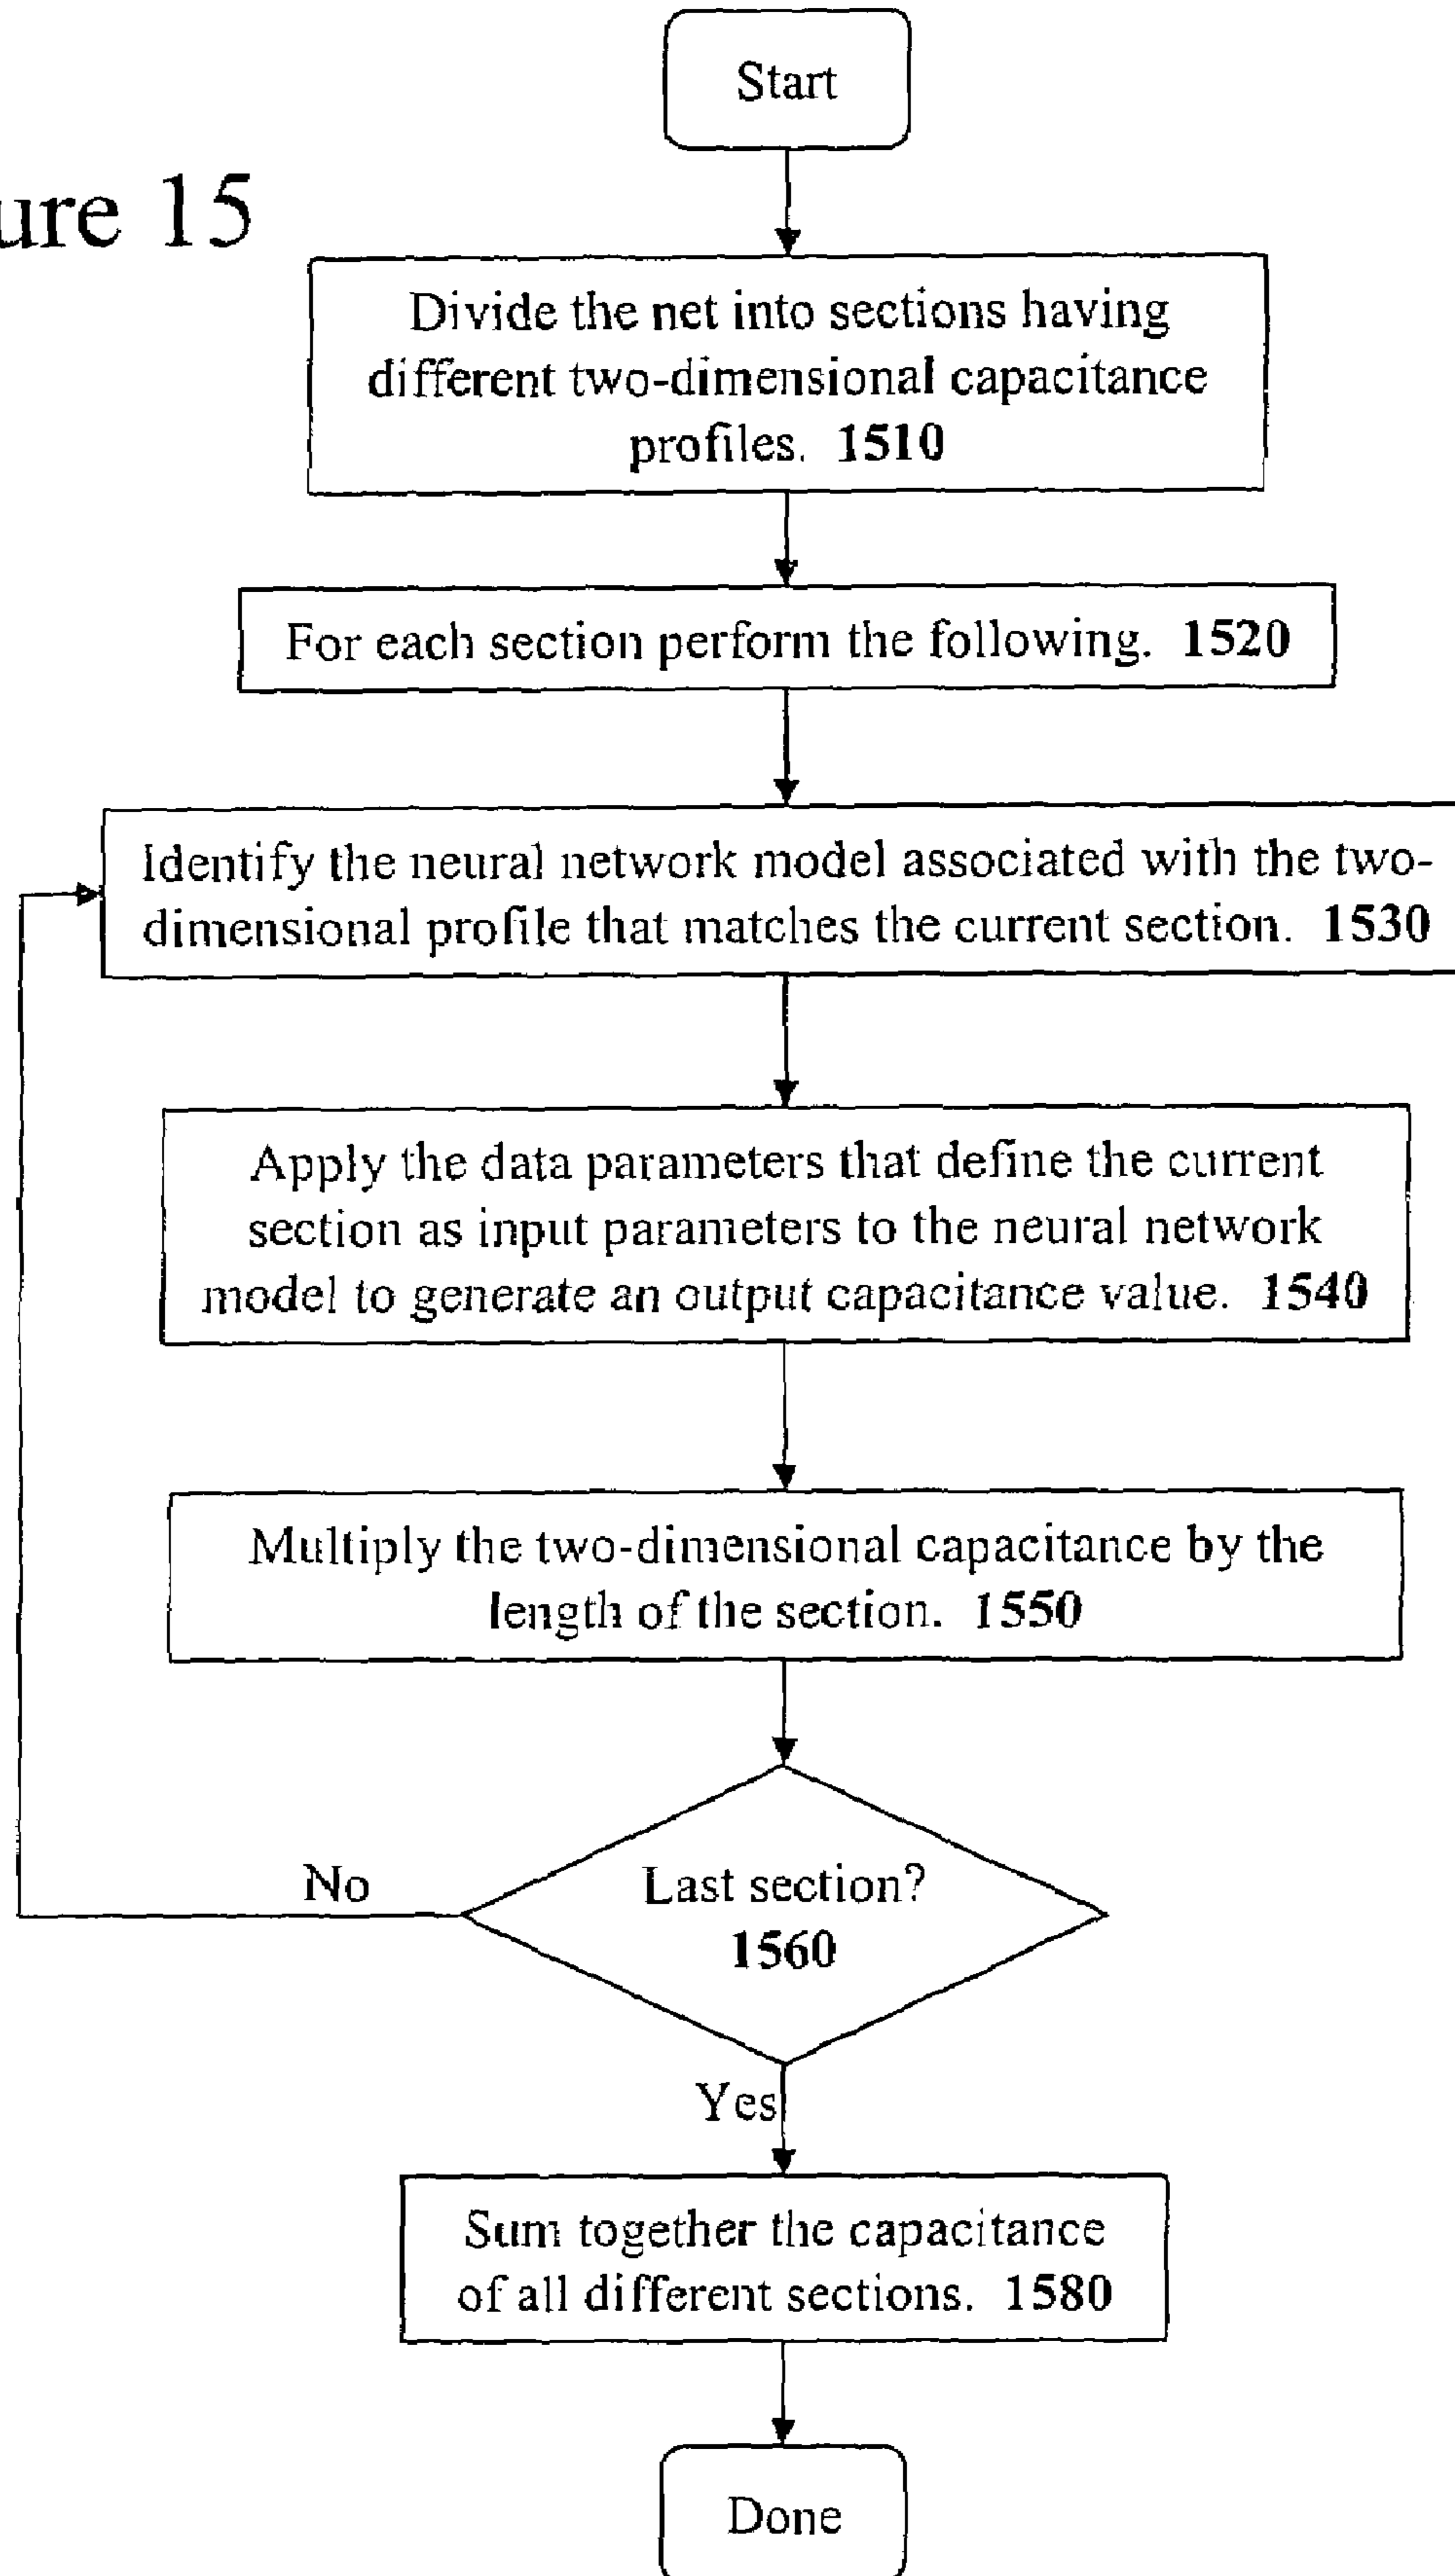 Start
ure 15
Divide the net into sections having
different two-dimensional capacitance
profiles. 1510
For each section perform the following. 1520
Identify the neural network model associated with the two-
dimensional profile that matches the current section. 1530
Apply the data parameters that define the current
section as input parameters to the neural network
model to generate an output capacitance value. 1540
Multiply the two-dimensional capacitance by the
length of the section. 1550
No
Last section?
1560
Yes
Sum together the capacitance
of all different sections. 1580
Done